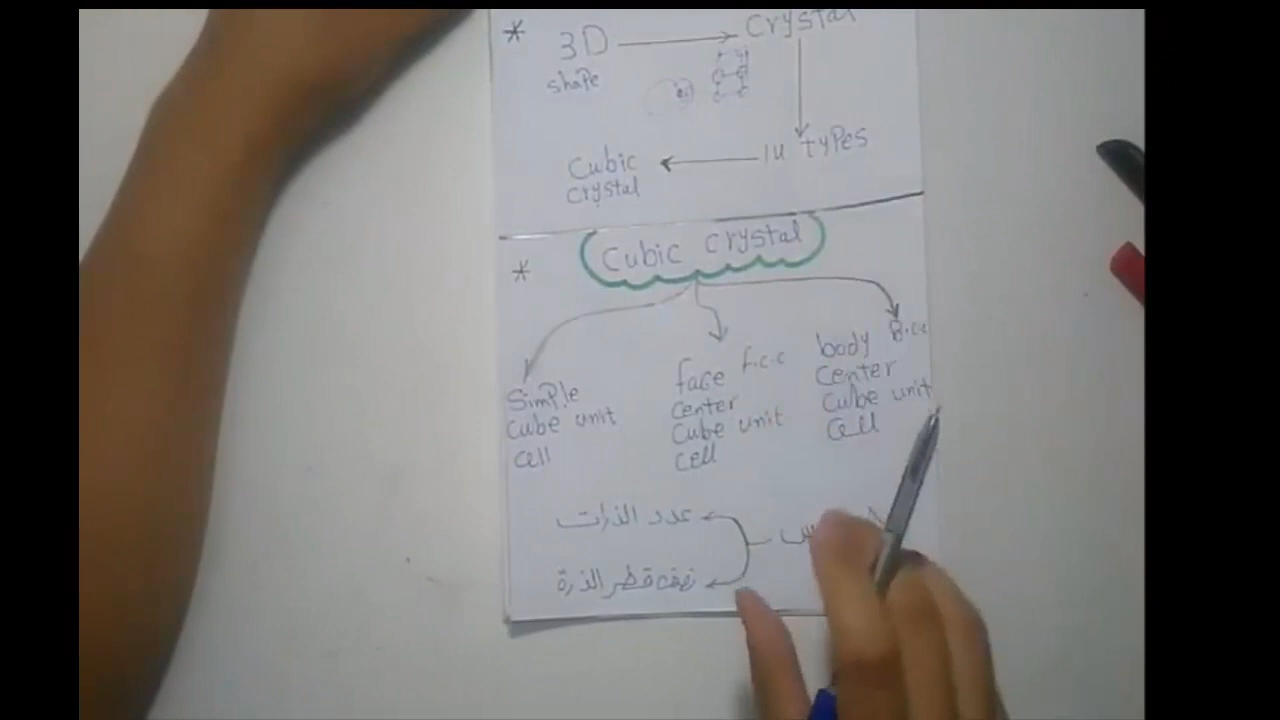 * 3D → Crystal
shape
14 types
Cubic
crystal
* Cubic crystal
Simple
Cube unit
cell
face F.C.C
center
Cube unit
cell
body B.C.C
Center
Cube unit
Cell
عدد الذرات
نصف قطر الذرة